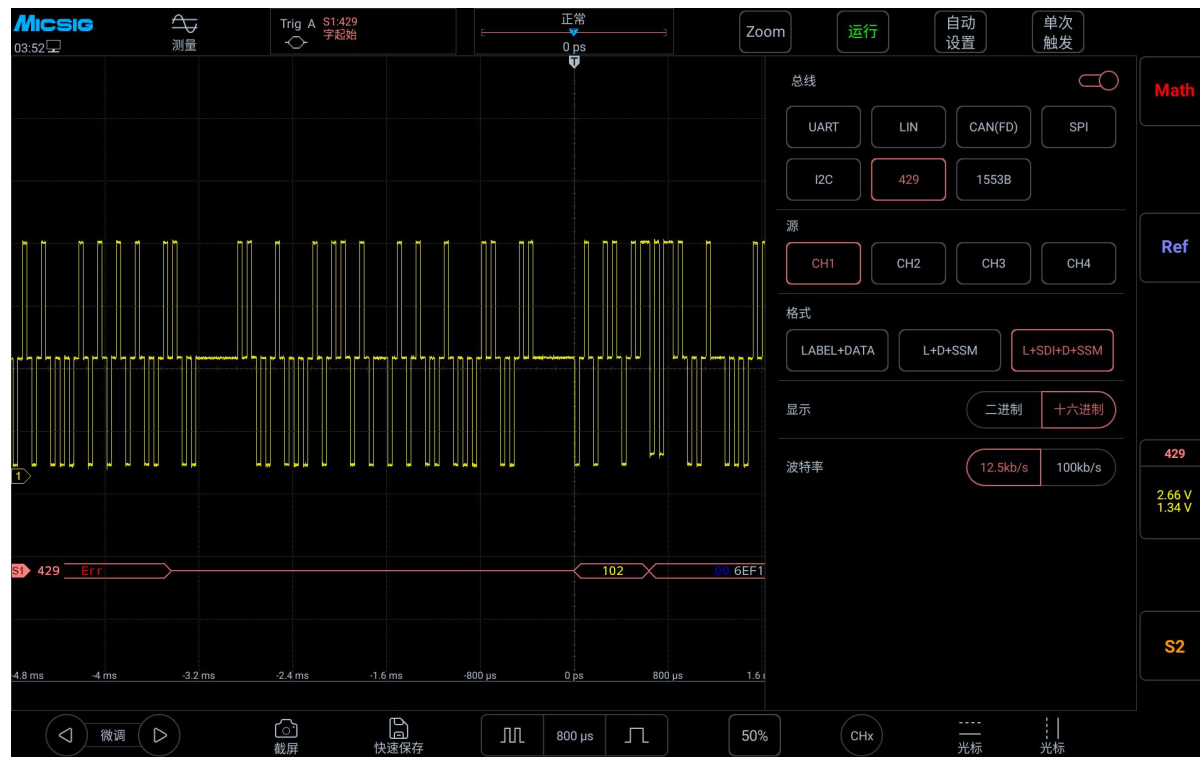 Micsig
03:52
测量
Trig A S1:429
字起始
正常
0 ps
Zoom
运行
自动
设置
单次
触发
T
总线
Math
UART LIN CAN(FD) SPI
I2C 429 1553B
源
CH1 CH2 CH3 CH4
Ref
格式
LABEL+DATA L+D+SSM L+SDI+D+SSM
显示 二进制 十六进制
波特率 12.5kb/s 100kb/s
429
2.66 V
1.34 V
1
S1 429 Err 102 00 6EF1
S2
-4.8 ms -4 ms -3.2 ms -2.4 ms -1.6 ms -800 µs 0 ps 800 µs 1.6
微调
截屏
快速保存
800 µs
50%
CHx
光标
光标